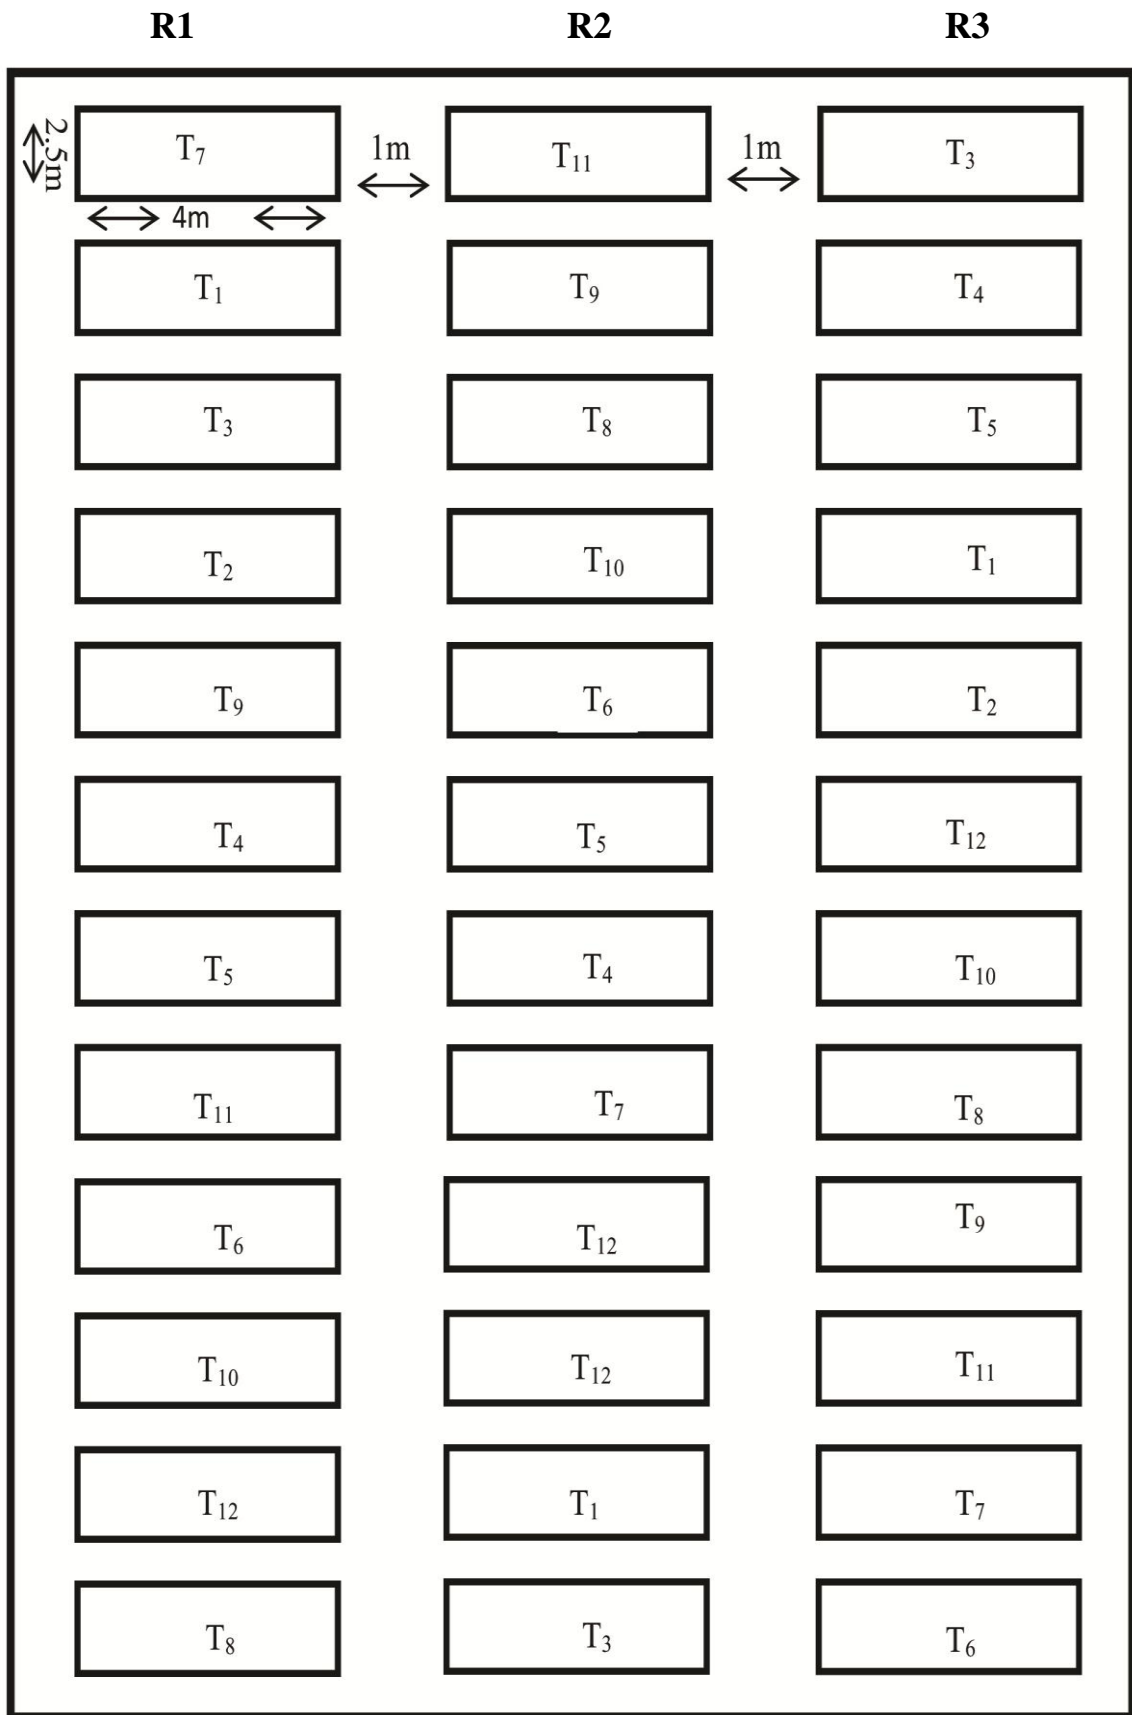 R1 R2 R3
2.5m T₇ 1m T₁₁ 1m T₃
4m
T₁ T₉ T₄
T₃ T₈ T₅
T₂ T₁₀ T₁
T₉ T₆ T₂
T₄ T₅ T₁₂
T₅ T₄ T₁₀
T₁₁ T₇ T₈
T₆ T₁₂ T₉
T₁₀ T₁₂ T₁₁
T₁₂ T₁ T₇
T₈ T₃ T₆